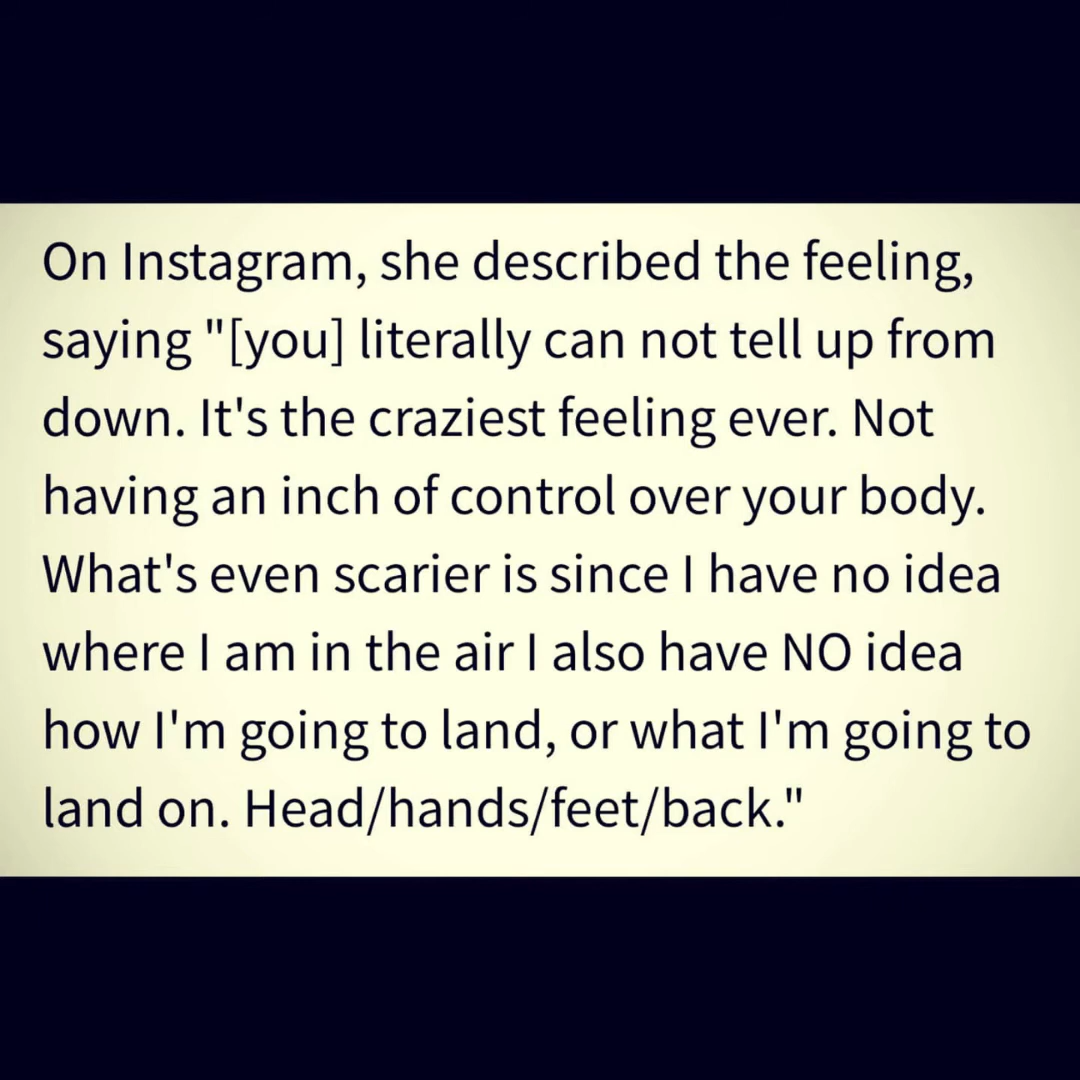 On Instagram, she described the feeling,
saying "[you] literally can not tell up from
down. It's the craziest feeling ever. Not
having an inch of control over your body.
What's even scarier is since I have no idea
where I am in the air I also have NO idea
how I'm going to land, or what I'm going to
land on. Head/hands/feet/back."